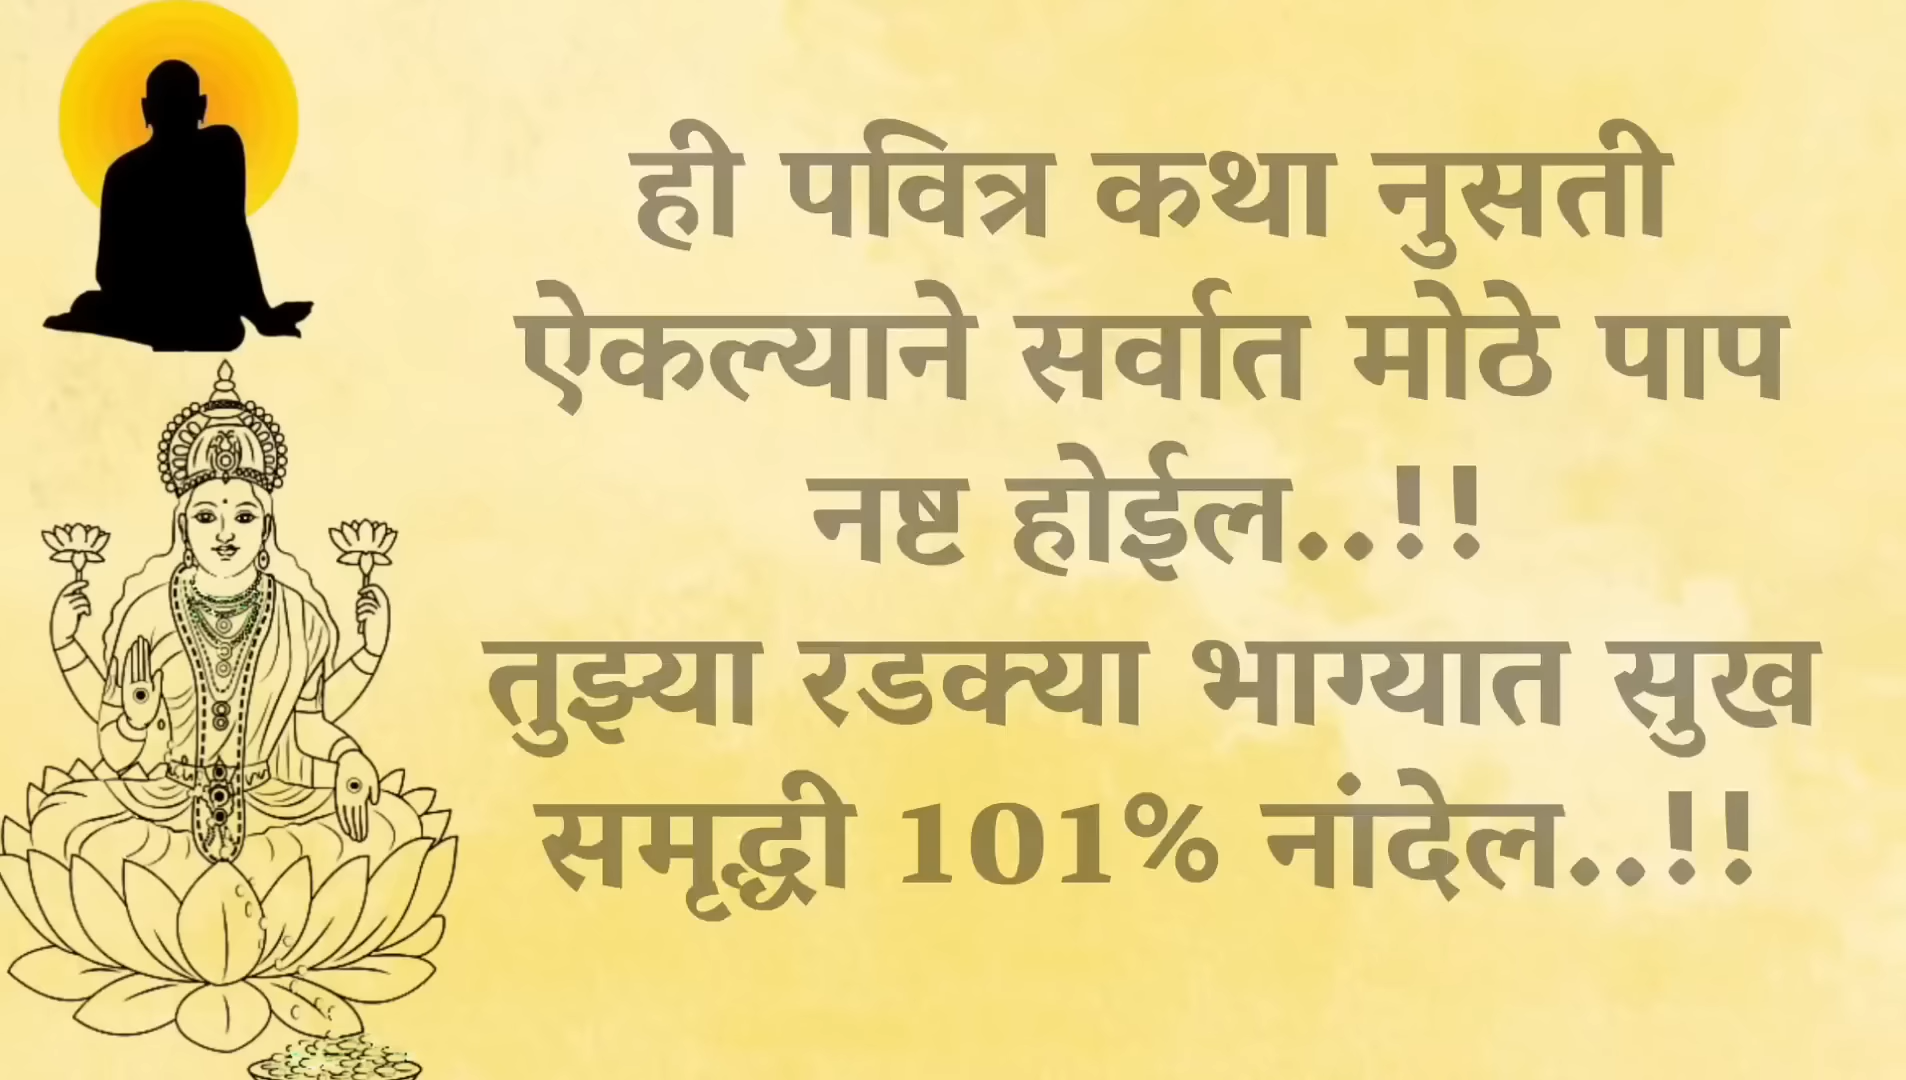 ही पवित्र कथा नुसती
ऐकल्याने सर्वात मोठे पाप
नष्ट होईल..!!
तुझ्या रडक्या भाग्यात सुख
समृद्धी 101% नांदेल..!!